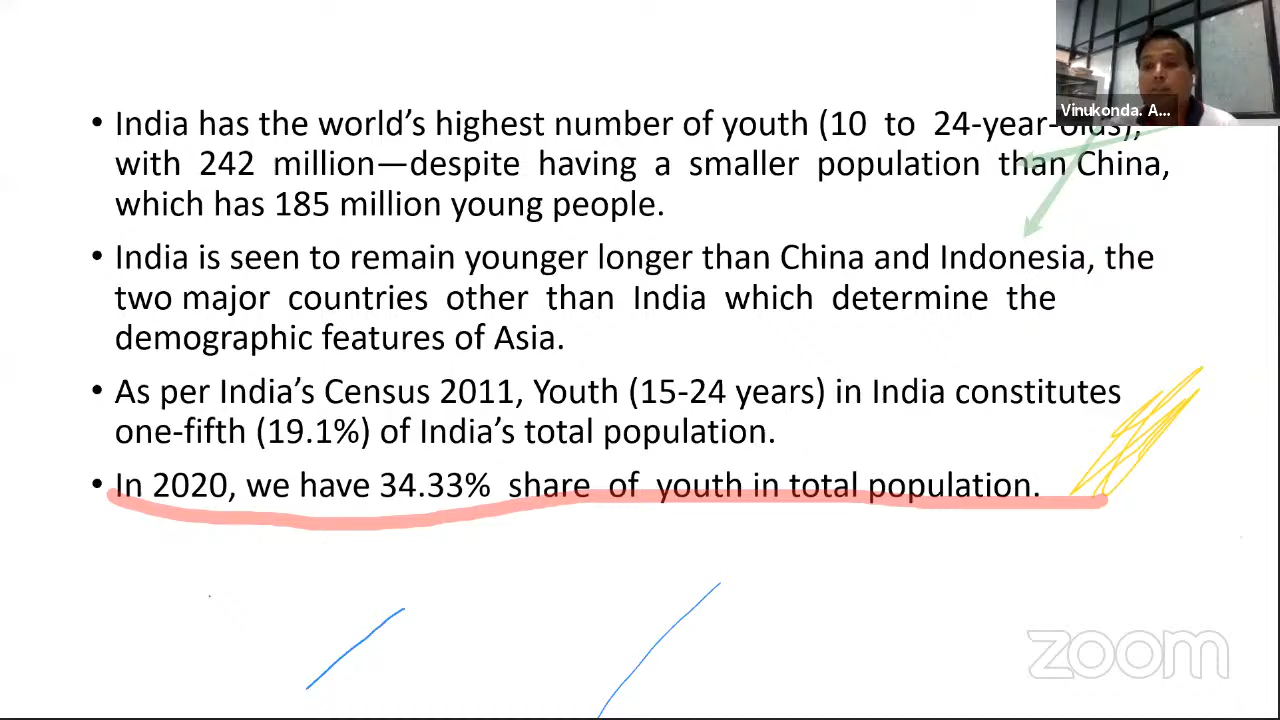 Vinukonda. A...
• India has the world's highest number of youth (10 to 24-year-olds),
with 242 million—despite having a smaller population than China,
which has 185 million young people.
• India is seen to remain younger longer than China and Indonesia, the
two major countries other than India which determine the
demographic features of Asia.
• As per India's Census 2011, Youth (15-24 years) in India constitutes
one-fifth (19.1%) of India's total population.
• In 2020, we have 34.33% share of youth in total population.
zoom